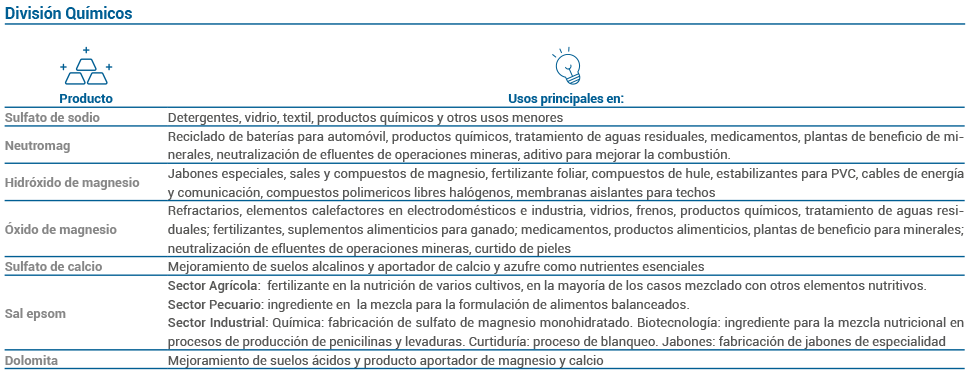 División Químicos
Producto
Usos principales en:
Sulfato de sodio
Detergentes, vidrio, textil, productos químicos y otros usos menores
Neutromag
Reciclado de baterías para automóvil, productos químicos, tratamiento de aguas residuales, medicamentos, plantas de beneficio de mi-
nerales, neutralización de efluentes de operaciones mineras, aditivo para mejorar la combustión.
Hidróxido de magnesio
Jabones especiales, sales y compuestos de magnesio, fertilizante foliar, compuestos de hule, estabilizantes para PVC, cables de energía
y comunicación, compuestos polimericos libres halógenos, membranas aislantes para techos
Óxido de magnesio
Refractarios, elementos calefactores en electrodomésticos e industria, vidrios, frenos, productos químicos, tratamiento de aguas resi-
duales; fertilizantes, suplementos alimenticios para ganado; medicamentos, productos alimenticios, plantas de beneficio para minerales;
neutralización de efluentes de operaciones mineras, curtido de pieles
Sulfato de calcio
Mejoramiento de suelos alcalinos y aportador de calcio y azufre como nutrientes esenciales
Sal epsom
Sector Agrícola: fertilizante en la nutrición de varios cultivos, en la mayoría de los casos mezclado con otros elementos nutritivos.
Sector Pecuario: ingrediente en la mezcla para la formulación de alimentos balanceados.
Sector Industrial: Química: fabricación de sulfato de magnesio monohidratado. Biotecnología: ingrediente para la mezcla nutricional en
procesos de producción de penicilinas y levaduras. Curtiduría: proceso de blanqueo. Jabones: fabricación de jabones de especialidad
Dolomita
Mejoramiento de suelos ácidos y producto aportador de magnesio y calcio